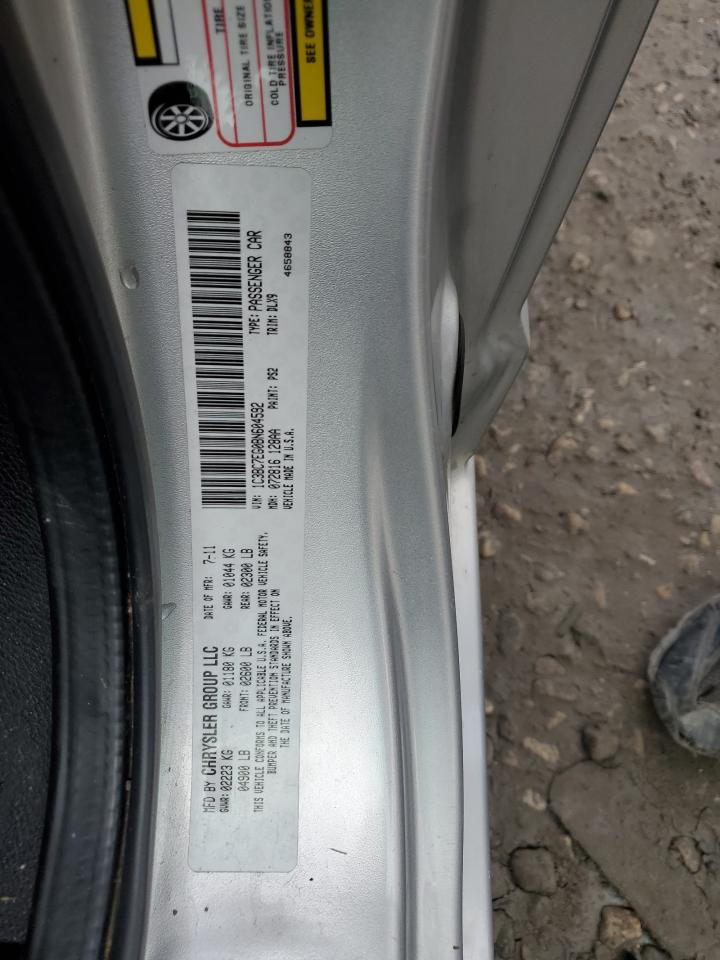 TIRE
ORIGINAL TIRE SIZE
COLD TIRE INFLATION
PRESSURE
SEE OWNER
MFD BY CHRYSLER GROUP LLC DATE OF MFR: 7-11
GVWR: 02223 KG GAWR: 01180 KG GAWR: 01044 KG
04900 LB FRONT: 02600 LB REAR: 02300 LB
THIS VEHICLE CONFORMS TO ALL APPLICABLE U.S.A. FEDERAL MOTOR VEHICLE SAFETY,
BUMPER AND THEFT PREVENTION STANDARDS IN EFFECT ON
THE DATE OF MANUFACTURE SHOWN ABOVE.
VIN: 1C3BC7EG0BN604592 TYPE: PASSENGER CAR
MDH: 072816 128AA PAINT: PS2 TRIM: DLX9
VEHICLE MADE IN U.S.A. 4658843